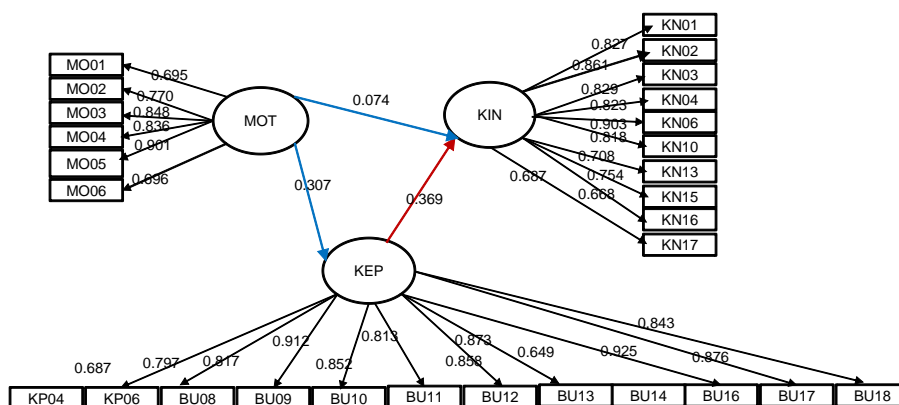 KN01
0.827
KN02
MO01
0.861
0.695
KN03
MO02
0.829
0.770
0.074
KN04
MO03
0.848
MOT
KIN
0.823
KN06
0.903
MO04
0.836
0.818
KN10
0.901
MO05
0.708
KN13
MO06
0.696
0.307
0.687
0.754
KN15
0.369
0.668
KN16
KN17
KEP
0.843
0.687
0.797
0.817
0.912
0.852
0.813
0.858
0.873
0.649
0.925
0.876
KP04 KP06 BU08 BU09 BU10 BU11 BU12 BU13 BU14 BU16 BU17 BU18